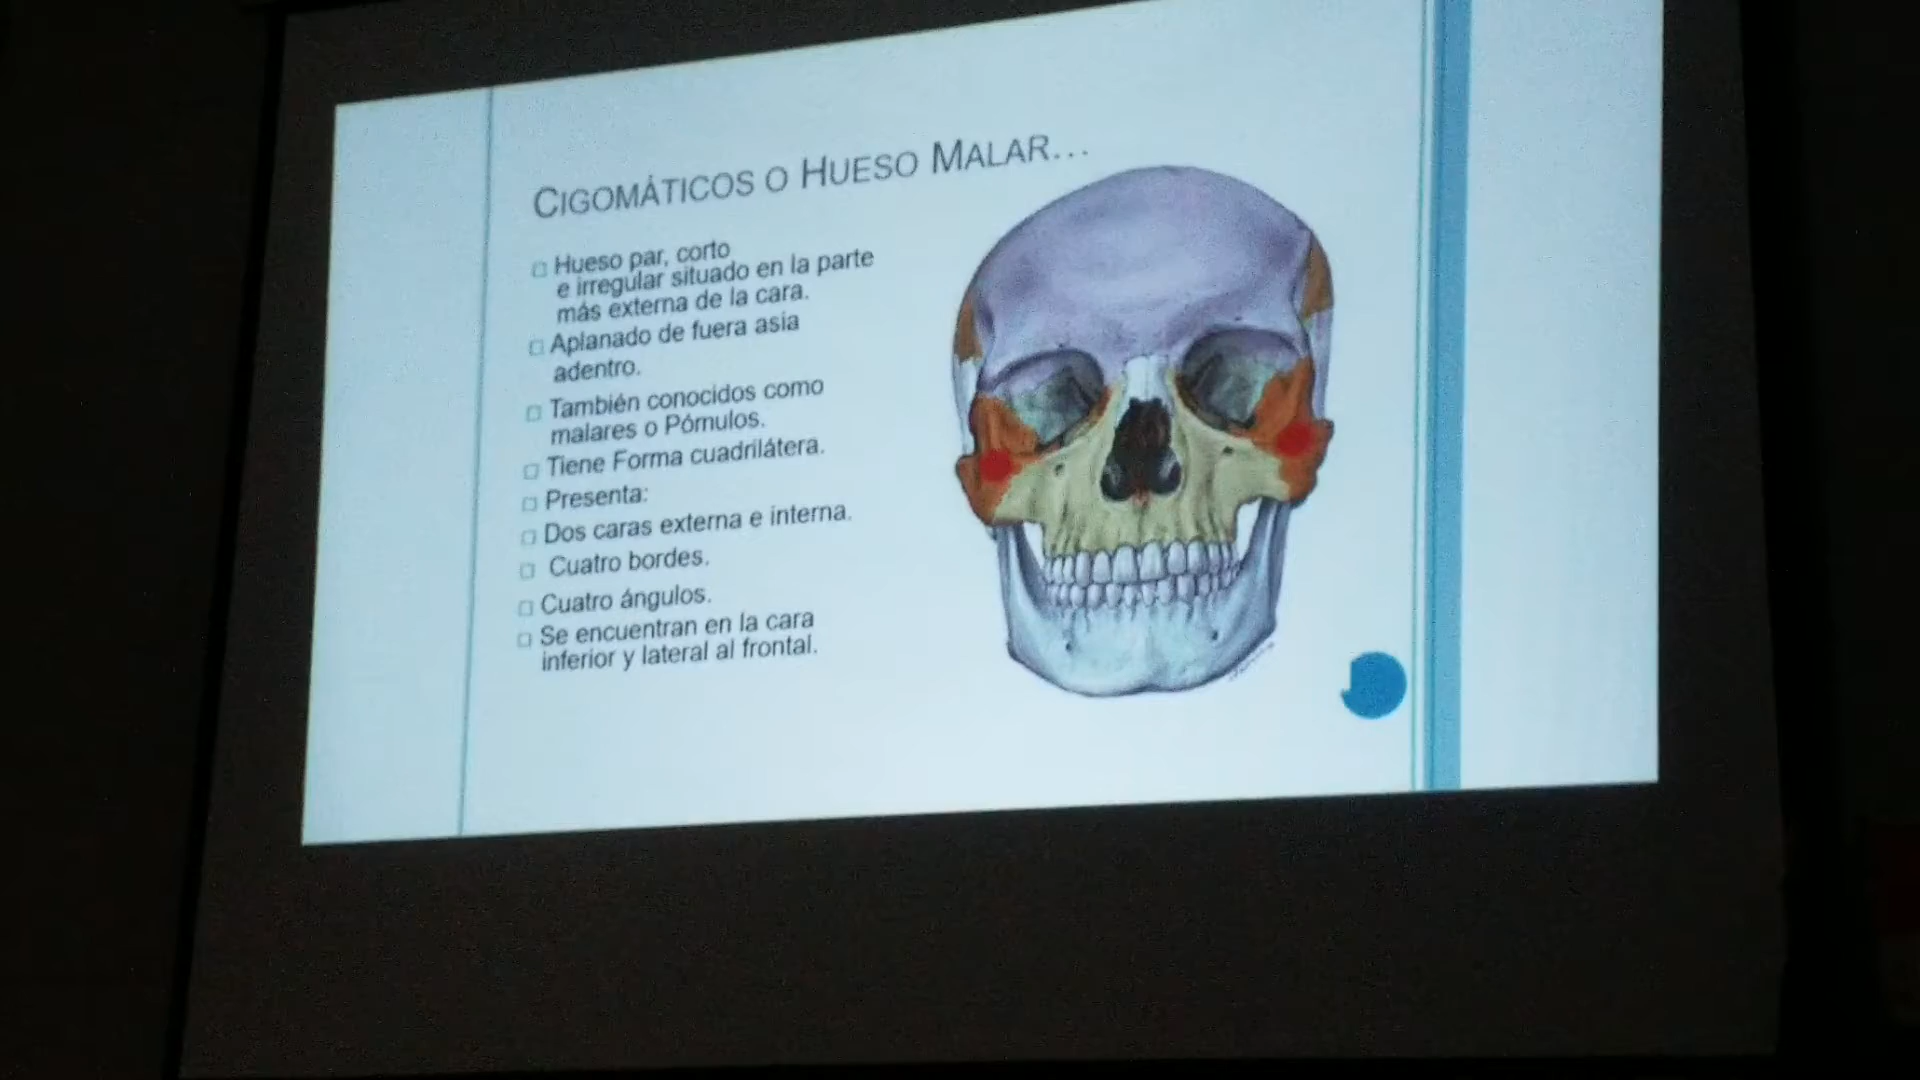 CIGOMÁTICOS O HUESO MALAR...
Hueso par, corto
e irregular situado en la parte
más externa de la cara.
Aplanado de fuera asia
adentro.
También conocidos como
malares o Pómulos.
Tiene Forma cuadrilátera.
Presenta:
Dos caras externa e interna.
Cuatro bordes.
Cuatro ángulos.
Se encuentran en la cara
inferior y lateral al frontal.